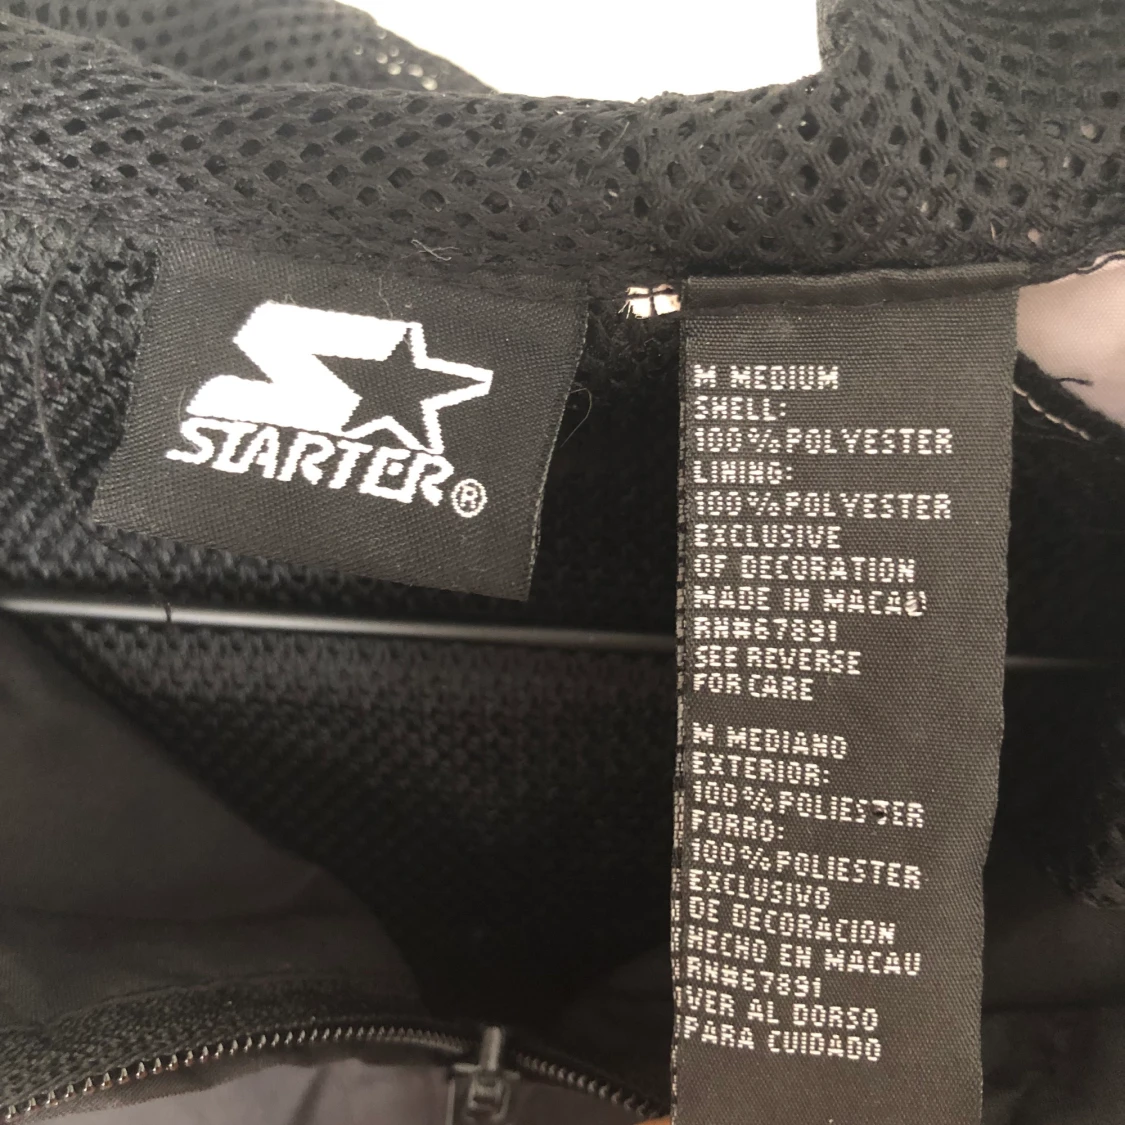 STARTER®
M MEDIUM
SHELL:
100%POLYESTER
LINING:
100%POLYESTER
EXCLUSIVE
OF DECORATION
MADE IN MACAU
RN#67891
SEE REVERSE
FOR CARE
M MEDIANO
EXTERIOR:
100%POLIESTER
FORRO:
100%POLIESTER
EXCLUSIVO
DE DECORACION
HECHO EN MACAU
RN#67891
VER AL DORSO
PARA CUIDADO